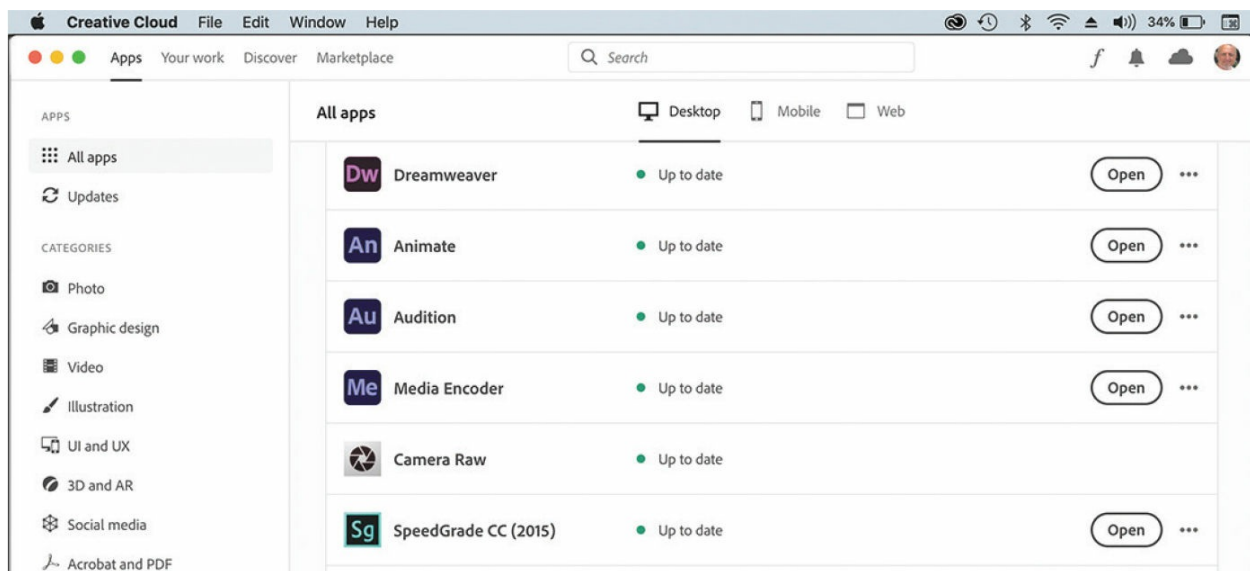 Creative Cloud File Edit Window Help 34%
Apps Your work Discover Marketplace Search
APPS
All apps
Updates
CATEGORIES
Photo
Graphic design
Video
Illustration
UI and UX
3D and AR
Social media
Acrobat and PDF
All apps Desktop Mobile Web
Dw Dreamweaver Up to date Open
An Animate Up to date Open
Au Audition Up to date Open
Me Media Encoder Up to date Open
Camera Raw Up to date
Sg SpeedGrade CC (2015) Up to date Open